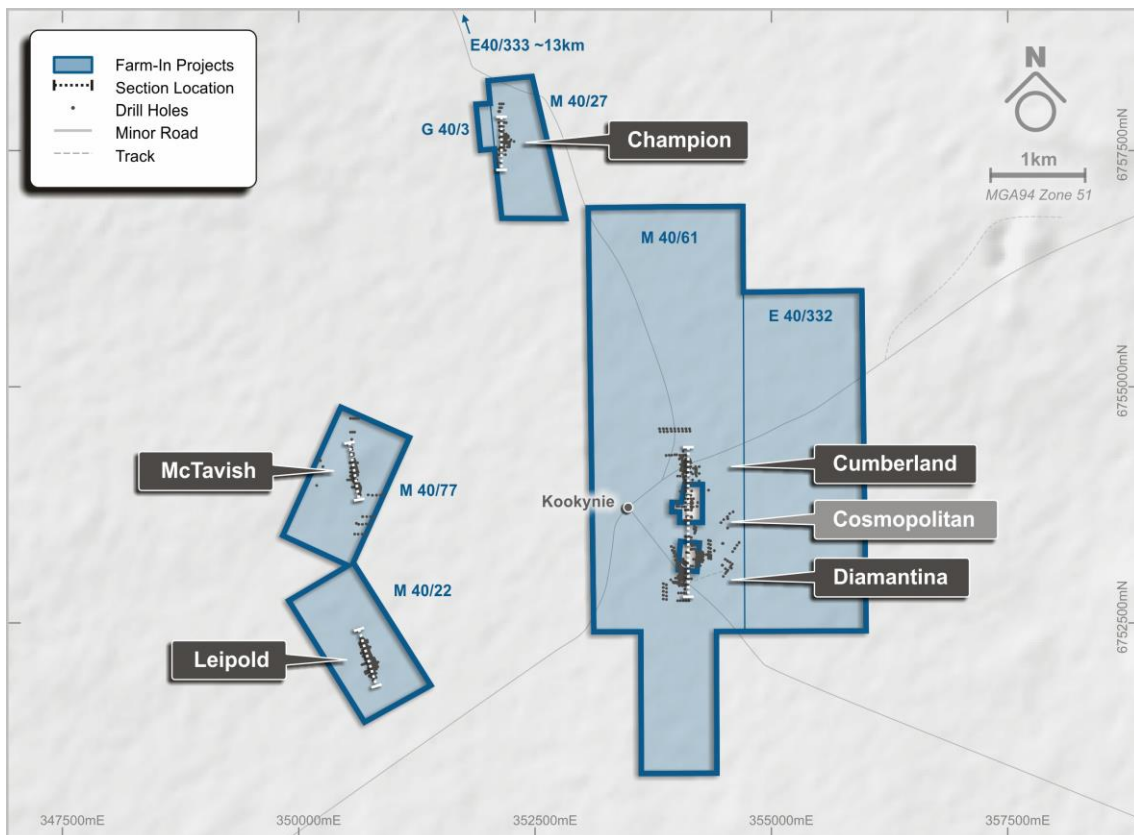 Farm-In Projects
Section Location
Drill Holes
Minor Road
Track
E40/333 ~13km
M 40/27
G 40/3
Champion
N
1km
MGA94 Zone 51
6757500mN
M 40/61
E 40/332
6755000mN
McTavish
M 40/77
Kookynie
Cumberland
Cosmopolitan
Diamantina
M 40/22
Leipold
6752500mN
347500mE
350000mE
352500mE
355000mE
357500mE